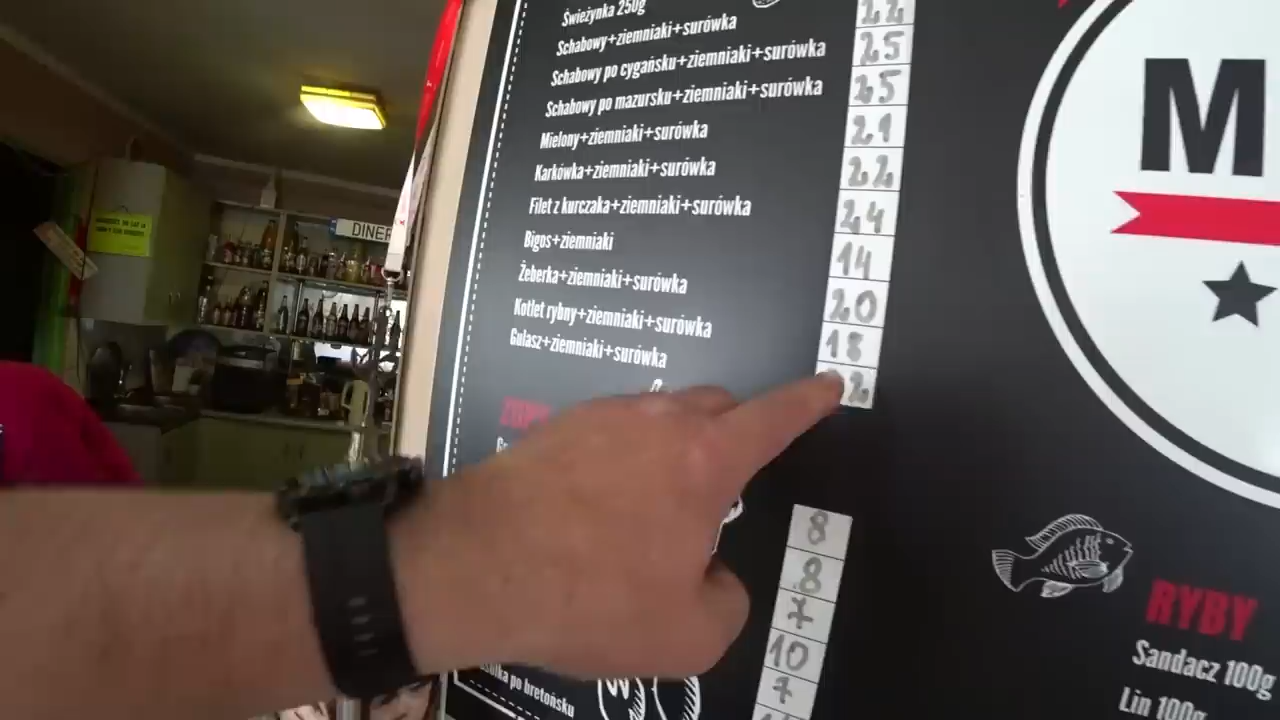 Świeżynka 250g 22
Schabowy+ziemniaki+surówka 25
Schabowy po cygańsku+ziemniaki+surówka 25
Schabowy po mazursku+ziemniaki+surówka 21
Mielony+ziemniaki+surówka 22
Karkówka+ziemniaki+surówka 24
Filet z kurczaka+ziemniaki+surówka 14
Bigos+ziemniaki 20
Żeberka+ziemniaki+surówka 18
Kotlet rybny+ziemniaki+surówka
Gulasz+ziemniaki+surówka
8
8
7
10
7
po bretońsku
M
RYBY
Sandacz 100g
Lin 100g
DINER